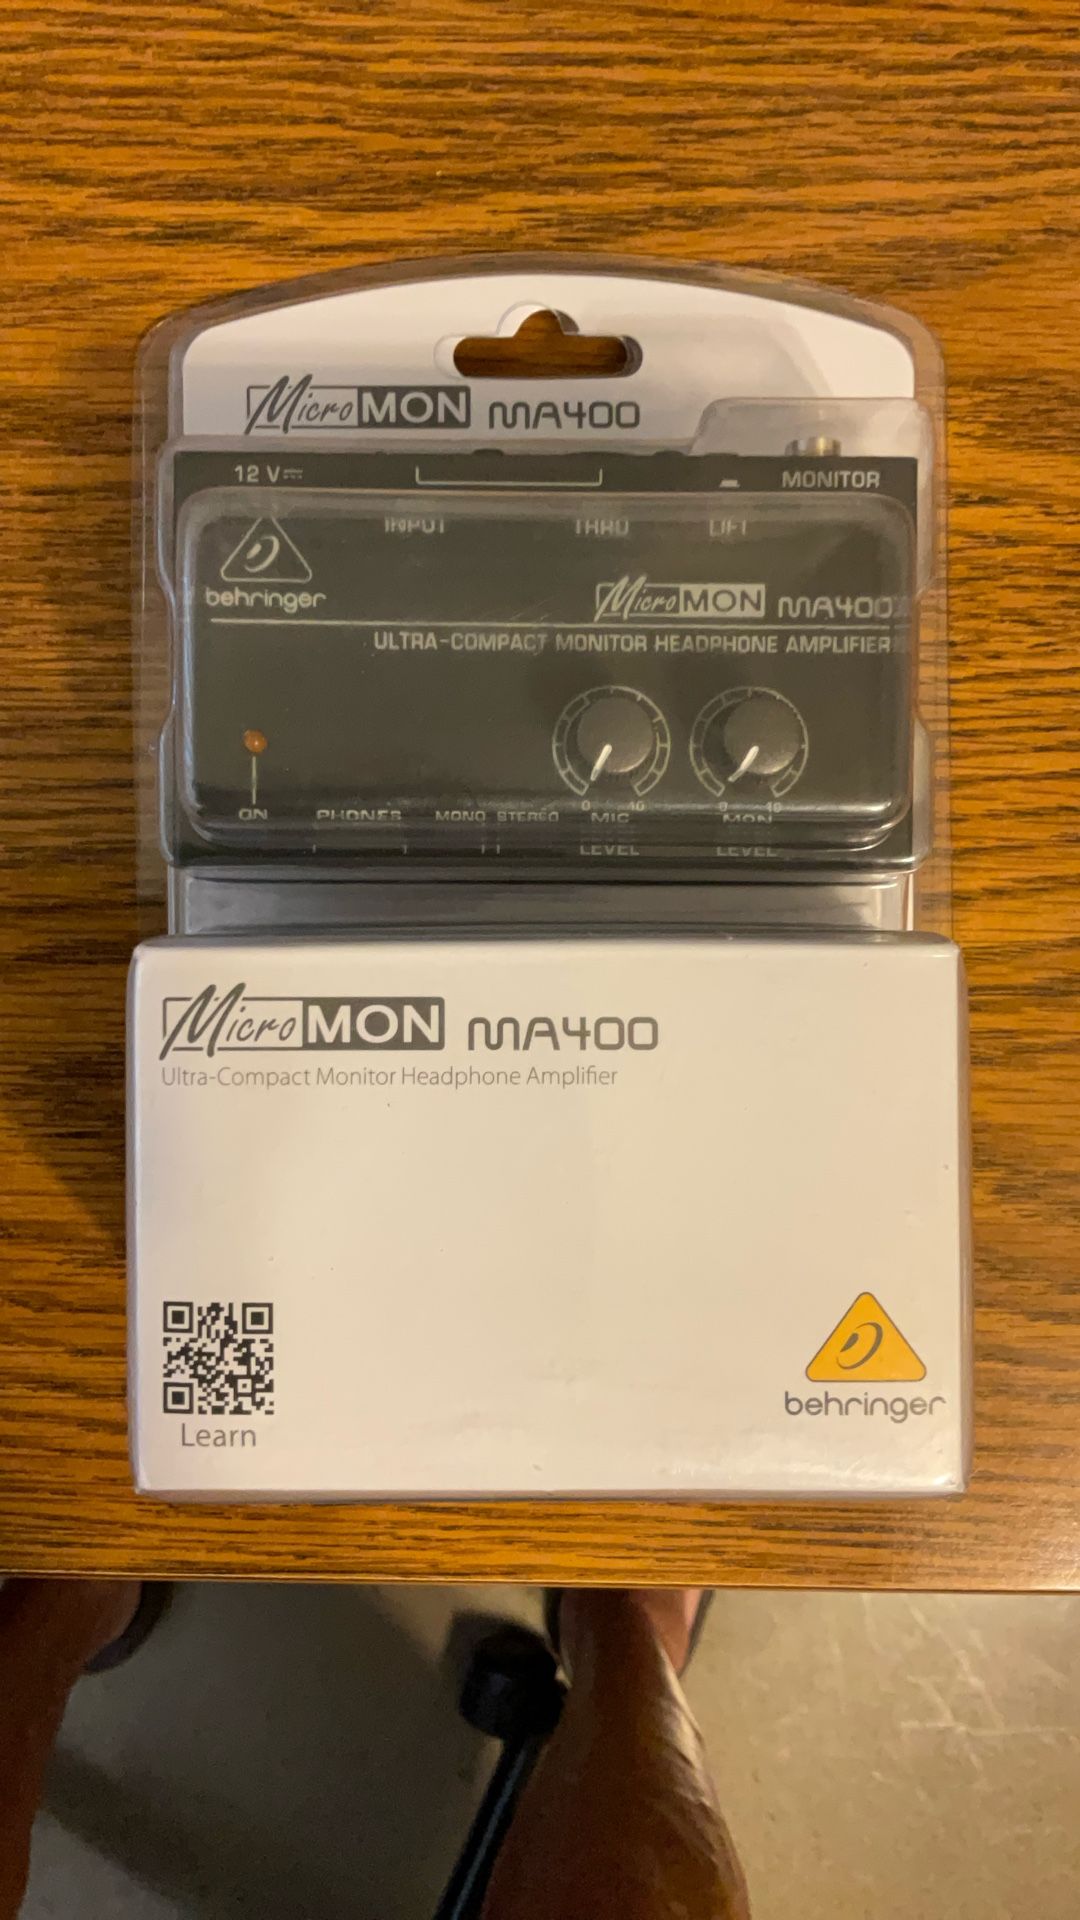 MicroMON MA400
12 V
MONITOR
INPUT THRU LIFT
behringer
MicroMON MA400
ULTRA-COMPACT MONITOR HEADPHONE AMPLIFIER
0 10 0 10
ON PHONES MONO STEREO MIC MON
LEVEL LEVEL
MicroMON MA400
Ultra-Compact Monitor Headphone Amplifier
Learn
behringer